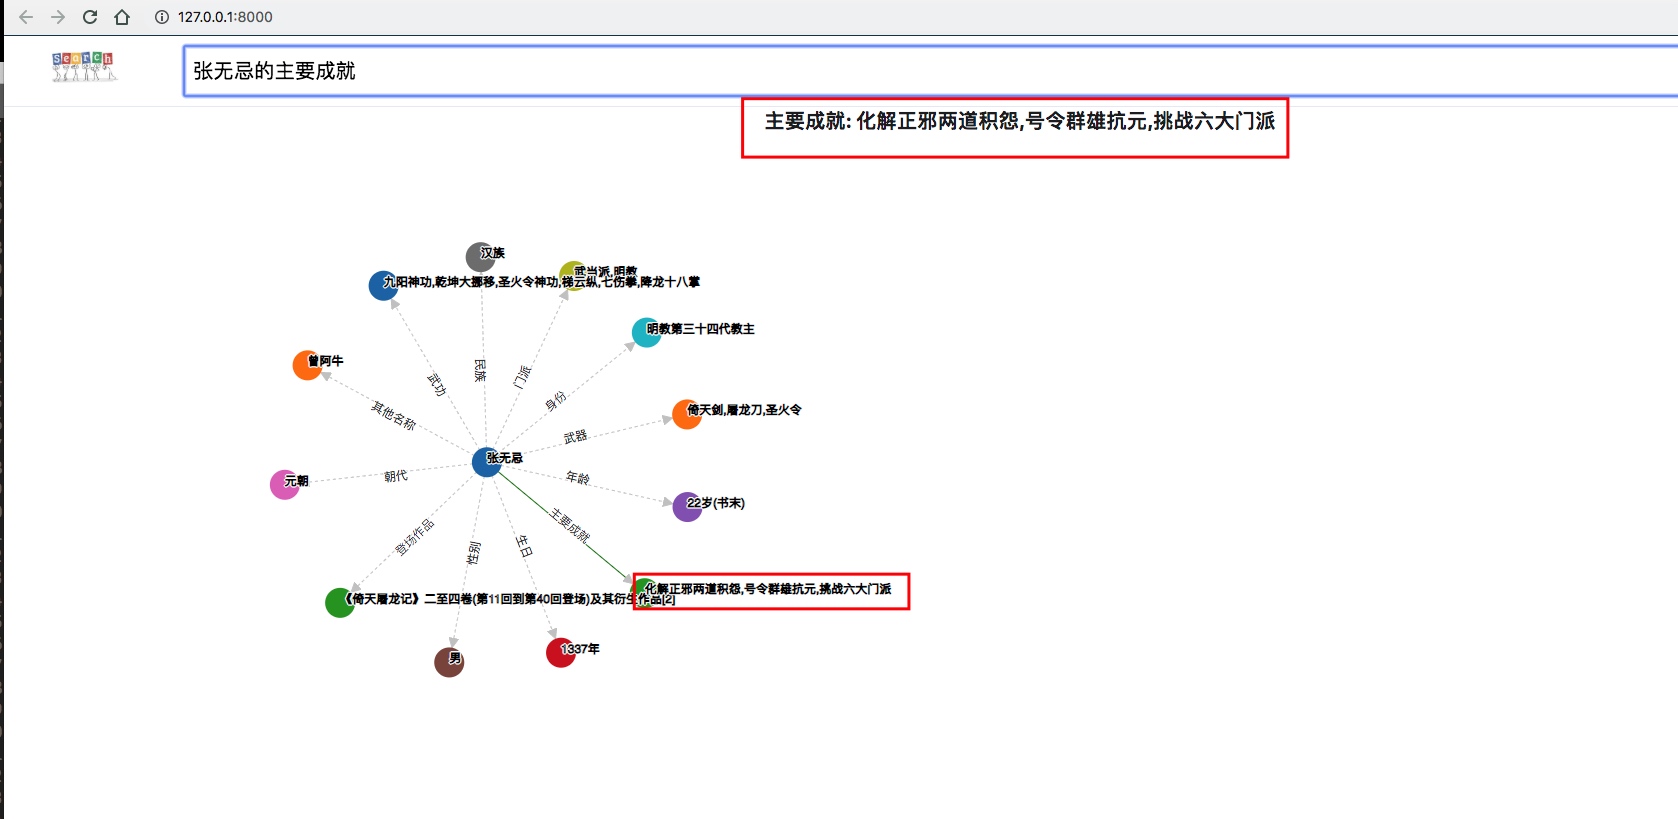 127.0.0.1:8000
Search
张无忌的主要成就
主要成就: 化解正邪两道积怨,号令群雄抗元,挑战六大门派
汉族
武当派,明教
九阳神功,乾坤大挪移,圣火令神功,梯云纵,七伤拳,降龙十八掌
明教第三十四代教主
曾阿牛
民族
门派
武功
身份
其他名称
倚天剑,屠龙刀,圣火令
武器
张无忌
朝代
元朝
年龄
22岁(书末)
主要成就
登场作品
性别
生日
化解正邪两道积怨,号令群雄抗元,挑战六大门派
《倚天屠龙记》二至四卷(第11回到第40回登场)及其衍生作品[2]
1337年
男